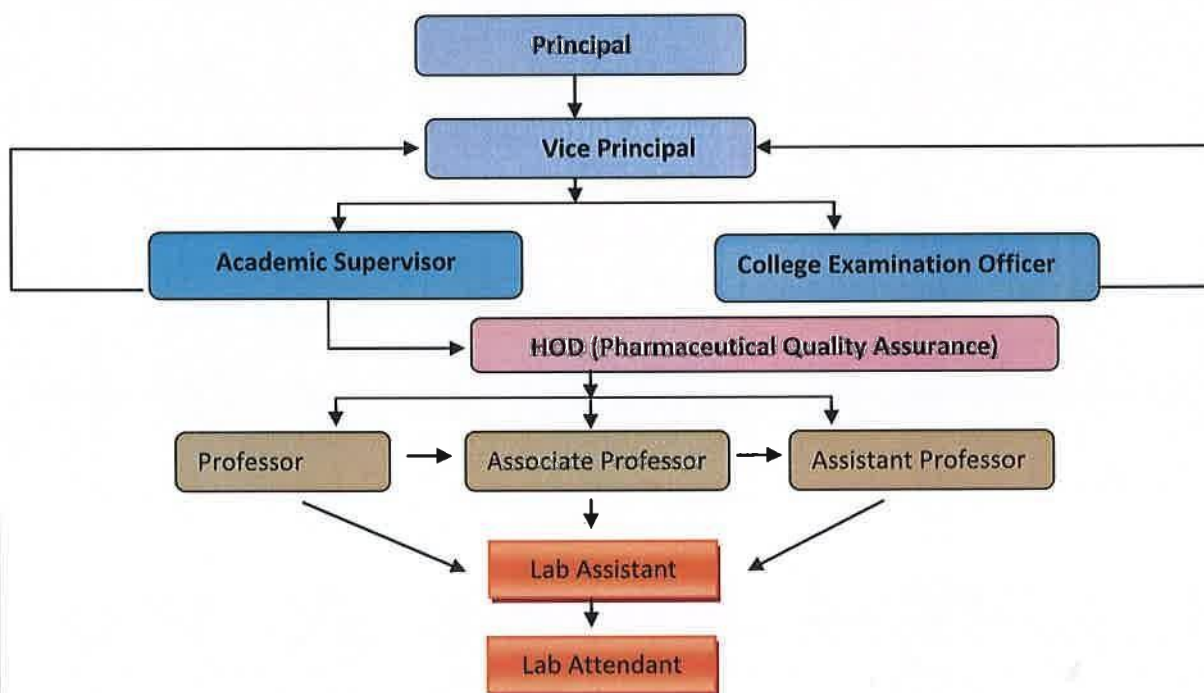 Principal
Vice Principal
Academic Supervisor
College Examination Officer
HOD (Pharmaceutical Quality Assurance)
Professor
Associate Professor
Assistant Professor
Lab Assistant
Lab Attendant